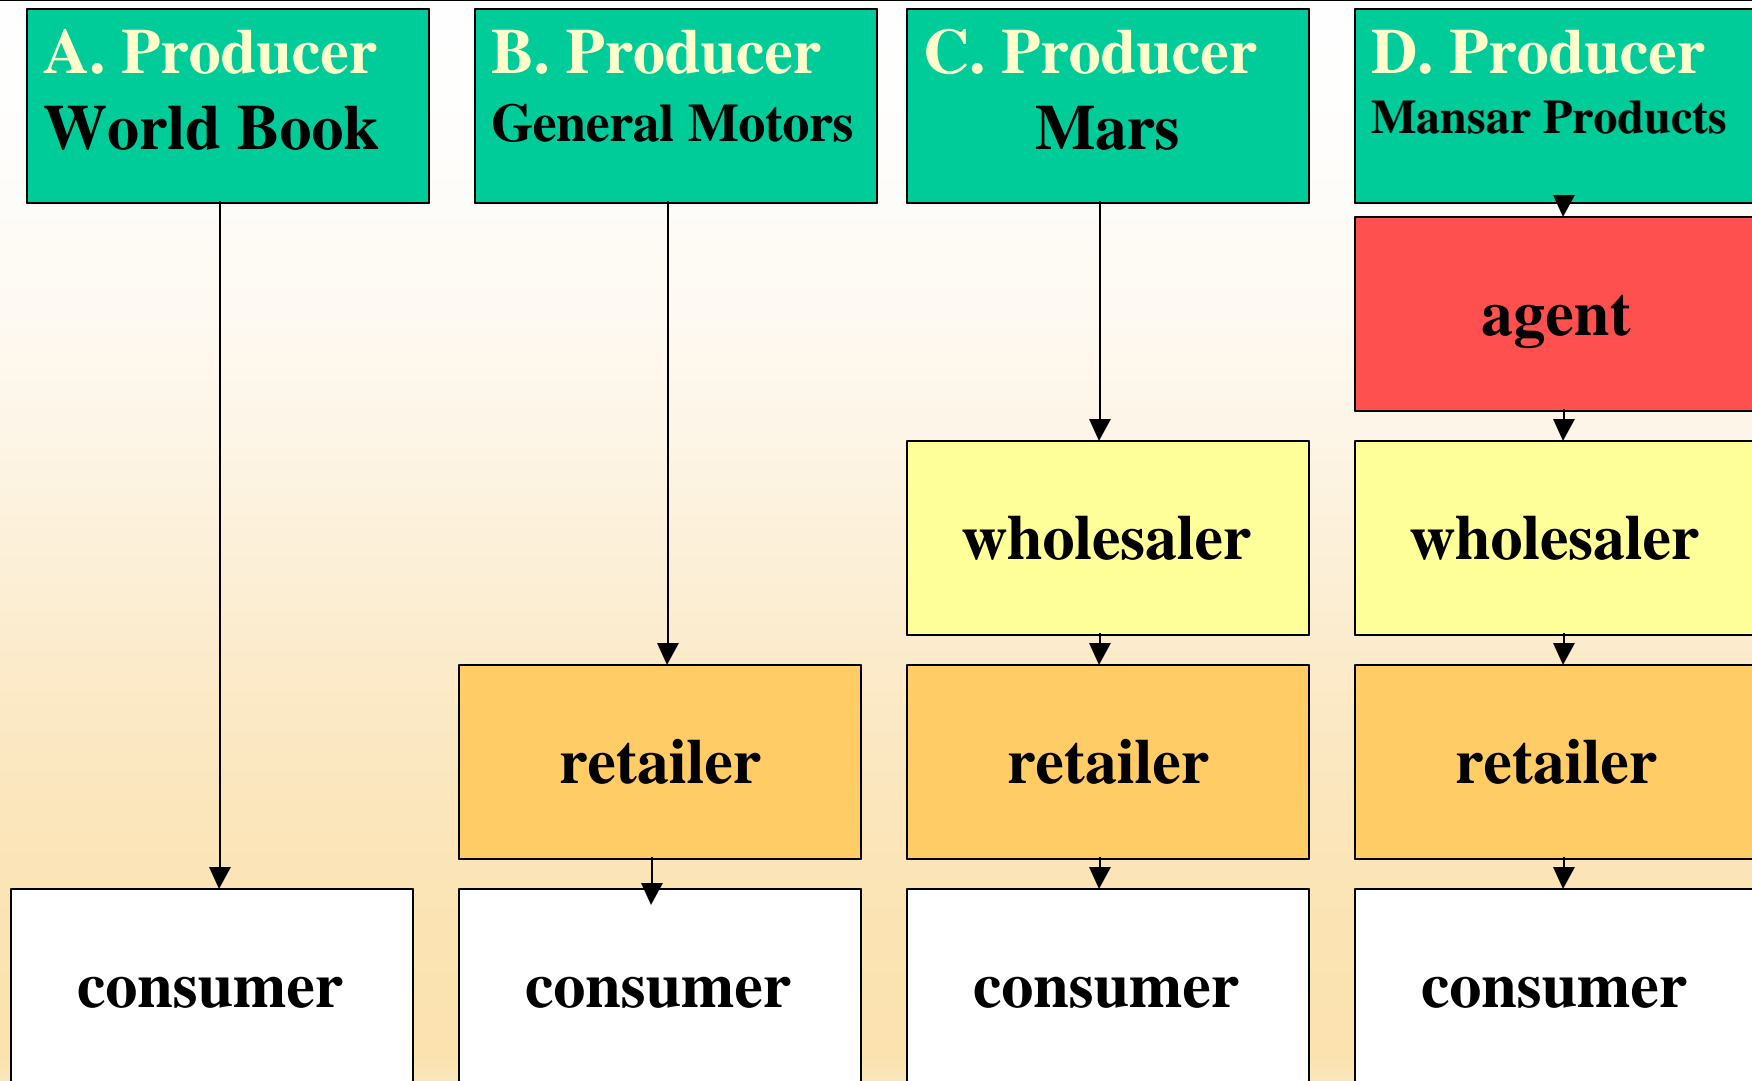 A. Producer
World Book
B. Producer
General Motors
C. Producer
Mars
D. Producer
Mansar Products
agent
wholesaler
wholesaler
retailer
retailer
retailer
consumer
consumer
consumer
consumer